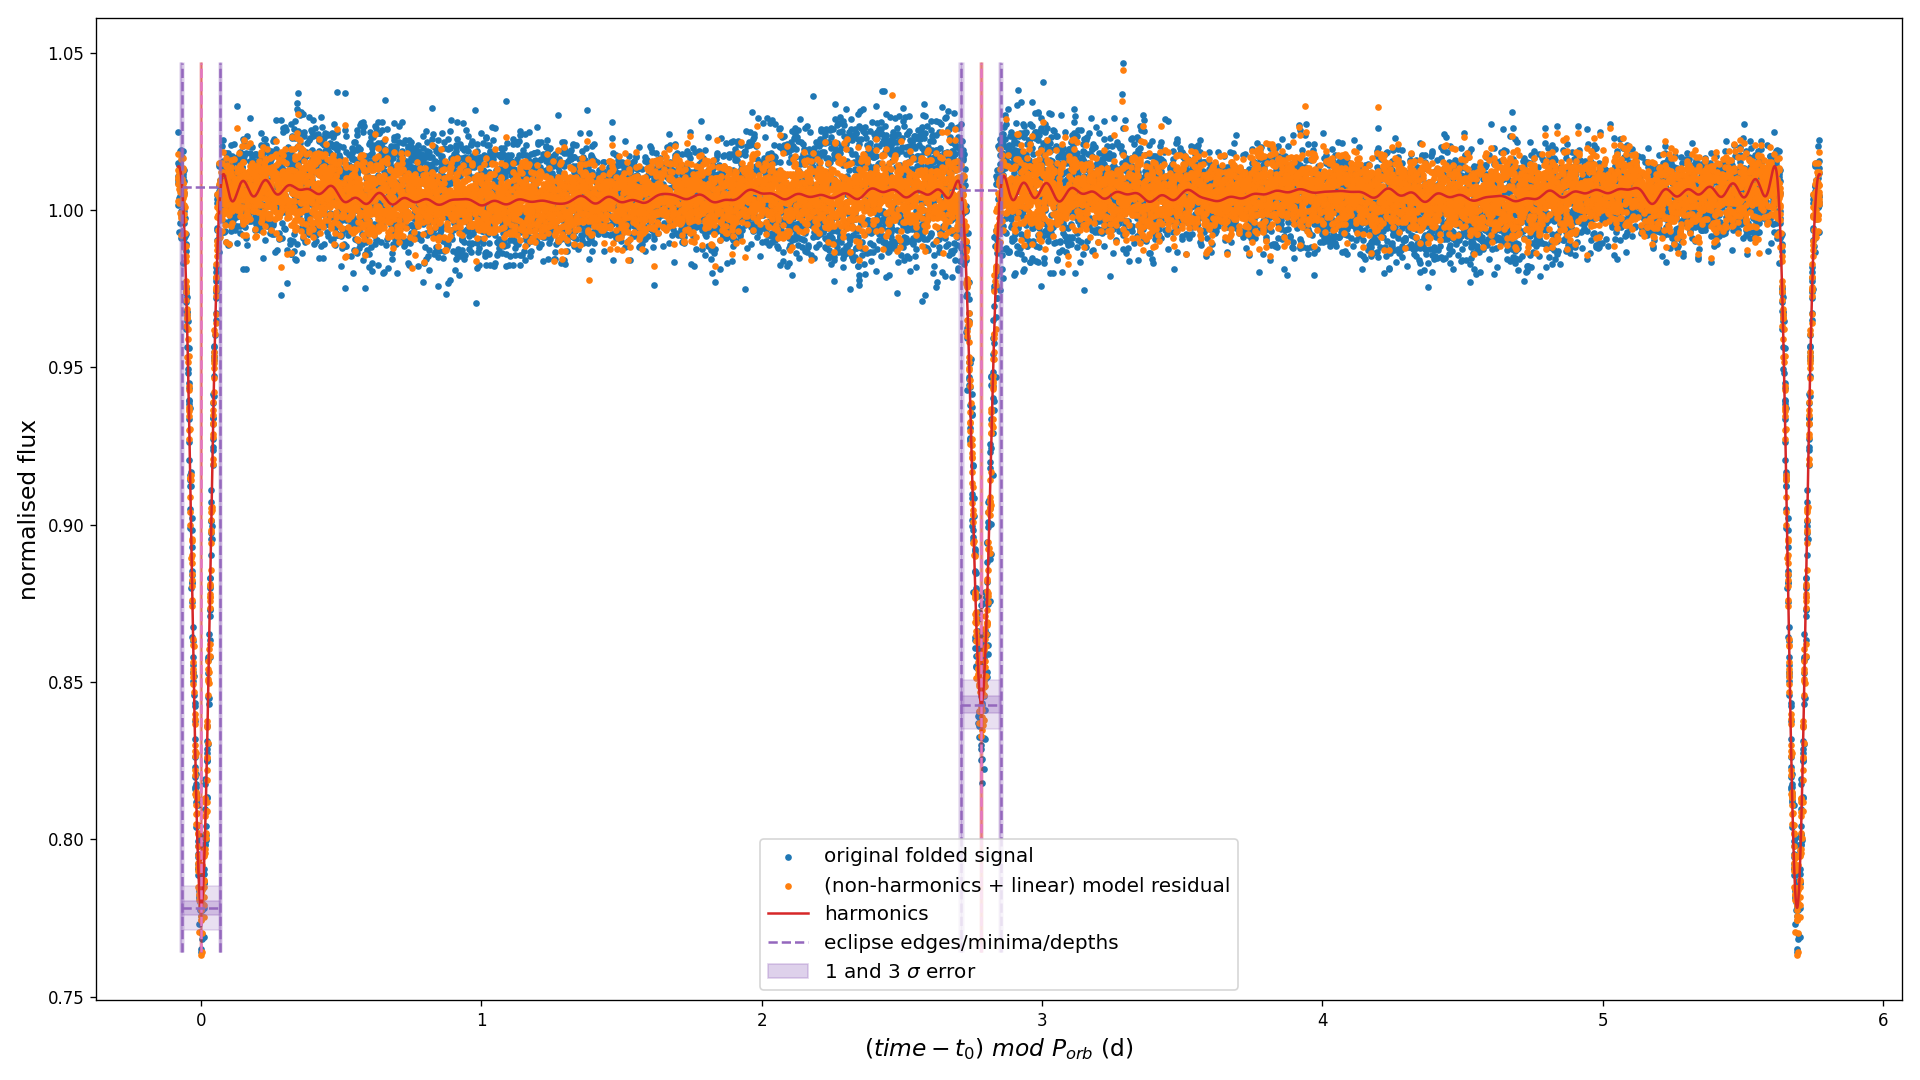 normalised flux
1.05
1.00
0.95
0.90
0.85
0.80
0.75
original folded signal
(non-harmonics + linear) model residual
harmonics
eclipse edges/minima/depths
1 and 3 σ error
0 1 2 3 4 5 6
(time − t₀) mod Pₒᵣb (d)